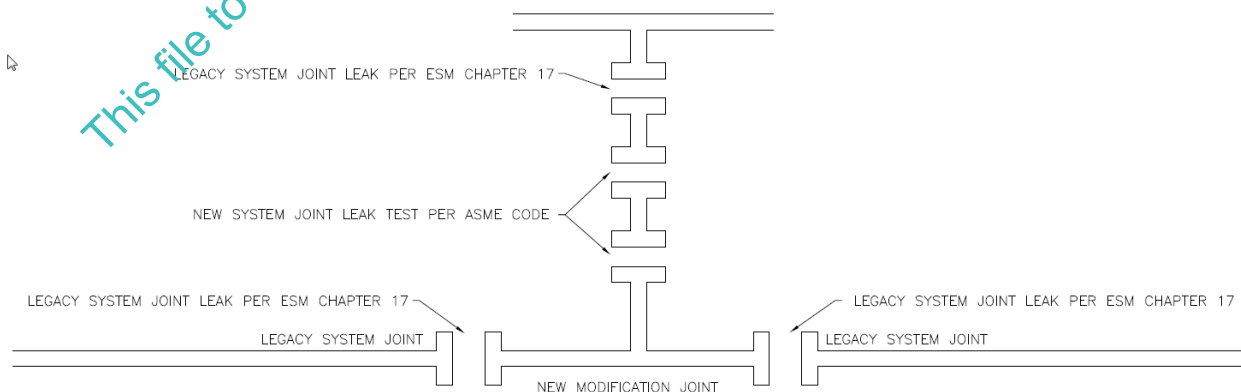 This file to
LEGACY SYSTEM JOINT LEAK PER ESM CHAPTER 17
NEW SYSTEM JOINT LEAK TEST PER ASME CODE
LEGACY SYSTEM JOINT LEAK PER ESM CHAPTER 17
LEGACY SYSTEM JOINT LEAK PER ESM CHAPTER 17
LEGACY SYSTEM JOINT
LEGACY SYSTEM JOINT
NEW MODIFICATION JOINT